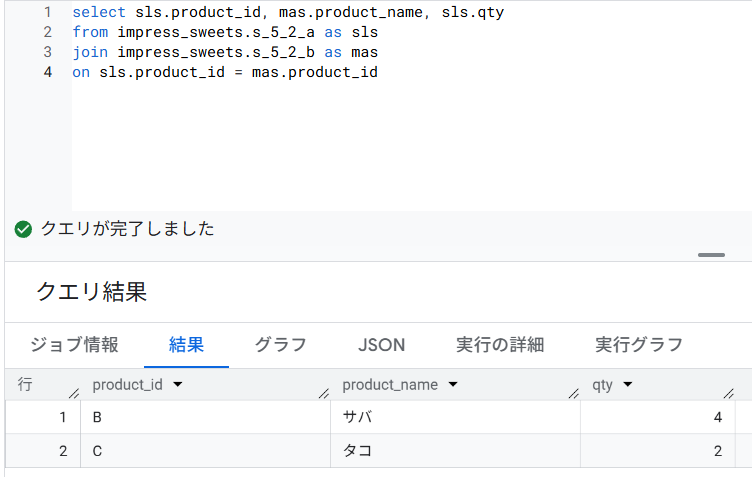 1 select sls.product_id, mas.product_name, sls.qty
2 from impress_sweets.s_5_2_a as sls
3 join impress_sweets.s_5_2_b as mas
4 on sls.product_id = mas.product_id
クエリが完了しました
クエリ結果
ジョブ情報 結果 グラフ JSON 実行の詳細 実行グラフ
行 product_id product_name qty
1 B サバ 4
2 C タコ 2